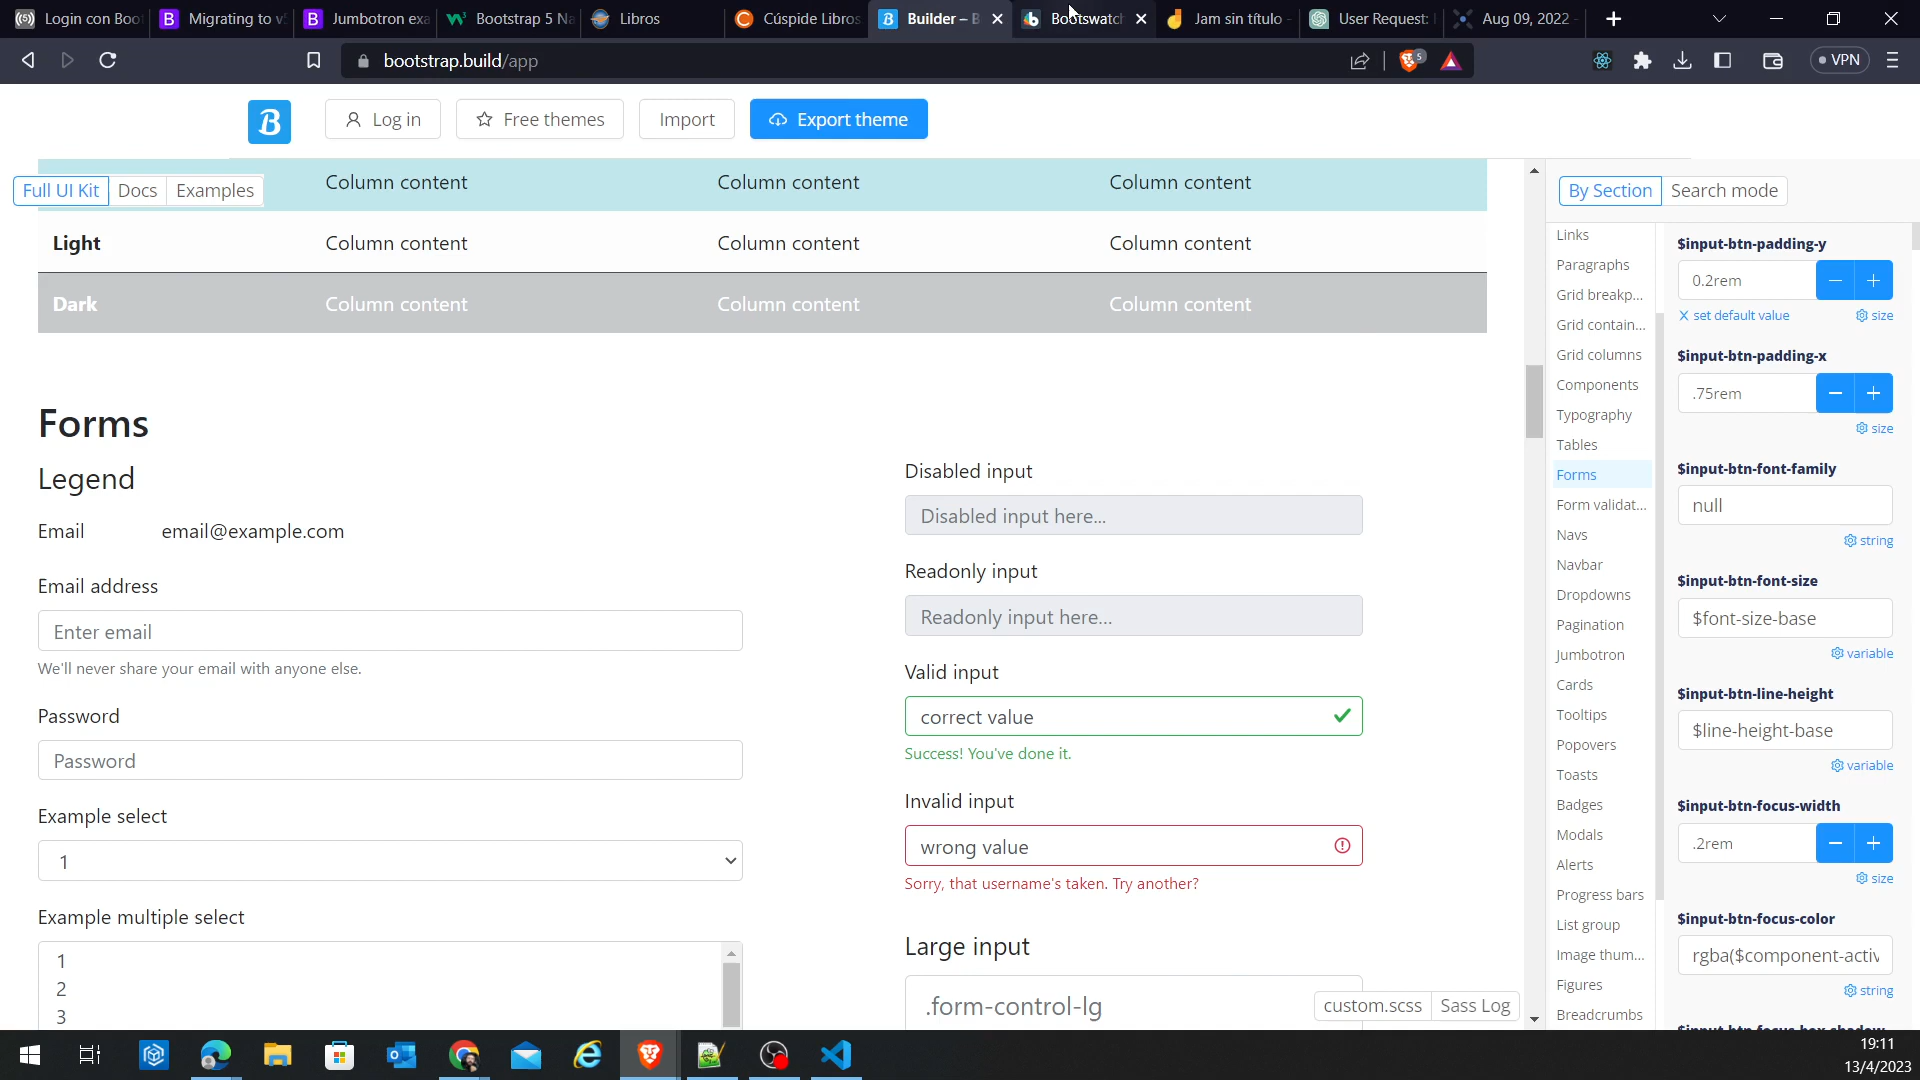 Login con Boo
Migrating to v
Jumbotron exa
Bootstrap 5 Na
Libros
Cúspide Libros
Builder – B
Bootswatch
Jam sin título -
User Request:
Aug 09, 2022 -
bootstrap.build/app
5
VPN
B
Log in
Free themes
Import
Export theme
Full UI Kit
Docs
Examples
Column content
Column content
Column content
Light
Column content
Column content
Column content
Dark
Column content
Column content
Column content
Forms
Legend
Email
email@example.com
Email address
Enter email
We'll never share your email with anyone else.
Password
Password
Example select
1
Example multiple select
1
2
3
Disabled input
Disabled input here...
Readonly input
Readonly input here...
Valid input
correct value
Success! You've done it.
Invalid input
wrong value
Sorry, that username's taken. Try another?
Large input
.form-control-lg
custom.scss
Sass Log
By Section
Search mode
Links
Paragraphs
Grid breakp...
Grid contain...
Grid columns
Components
Typography
Tables
Forms
Form validat...
Navs
Navbar
Dropdowns
Pagination
Jumbotron
Cards
Tooltips
Popovers
Toasts
Badges
Modals
Alerts
Progress bars
List group
Image thum...
Figures
Breadcrumbs
$input-btn-padding-y
0.2rem
X set default value
size
$input-btn-padding-x
.75rem
size
$input-btn-font-family
null
string
$input-btn-font-size
$font-size-base
variable
$input-btn-line-height
$line-height-base
variable
$input-btn-focus-width
.2rem
size
$input-btn-focus-color
rgba($component-activ
string
$input-btn-focus-box-shadow
19:11
13/4/2023